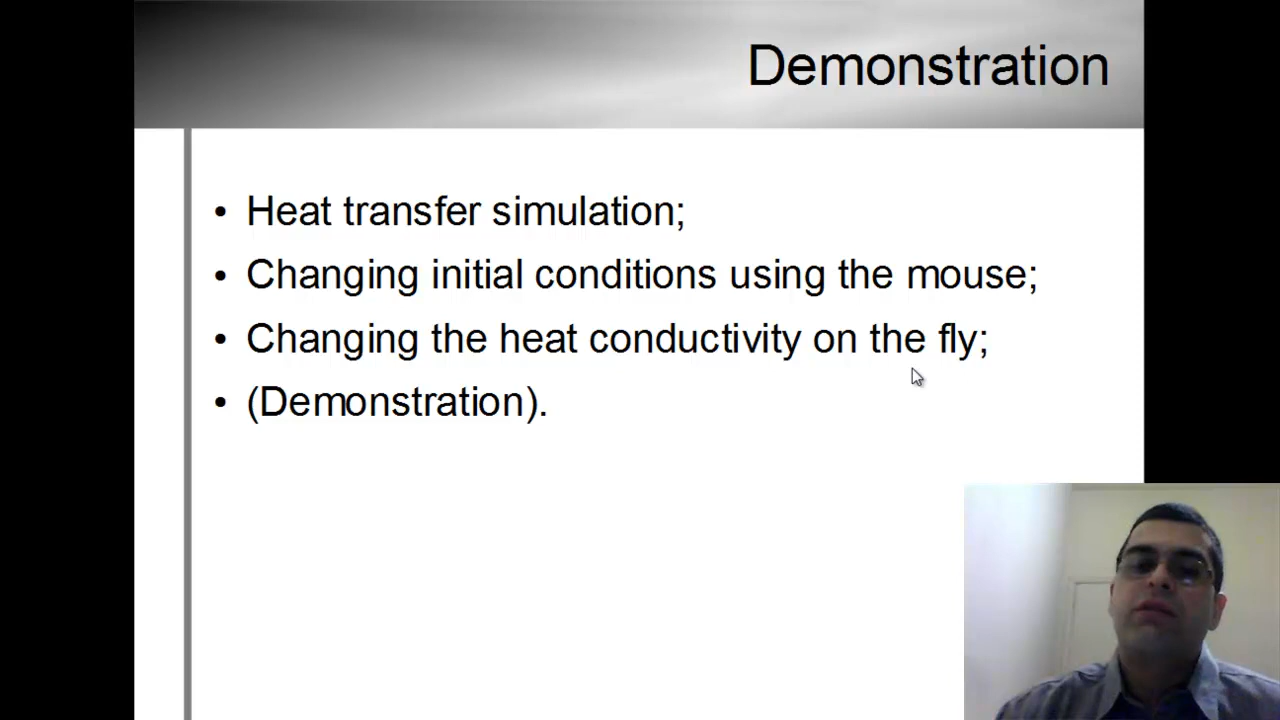 Demonstration
• Heat transfer simulation;
• Changing initial conditions using the mouse;
• Changing the heat conductivity on the fly;
• (Demonstration).